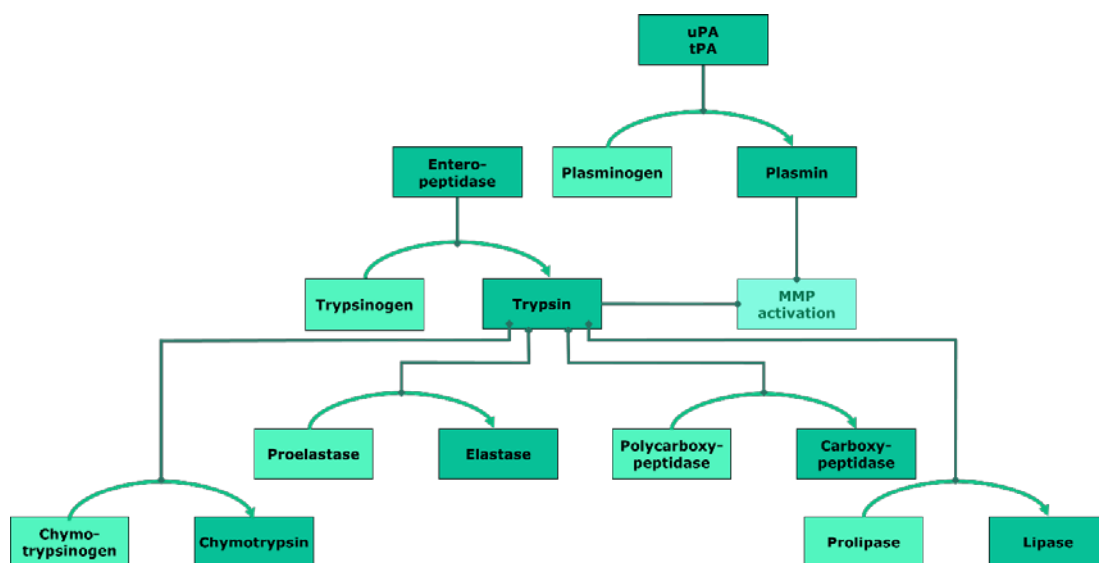 uPA
tPA
Entero-
peptidase
Plasminogen
Plasmin
Trypsinogen
Trypsin
MMP
activation
Proelastase
Elastase
Polycarboxy-
peptidase
Carboxy-
peptidase
Chymo-
trypsinogen
Chymotrypsin
Prolipase
Lipase